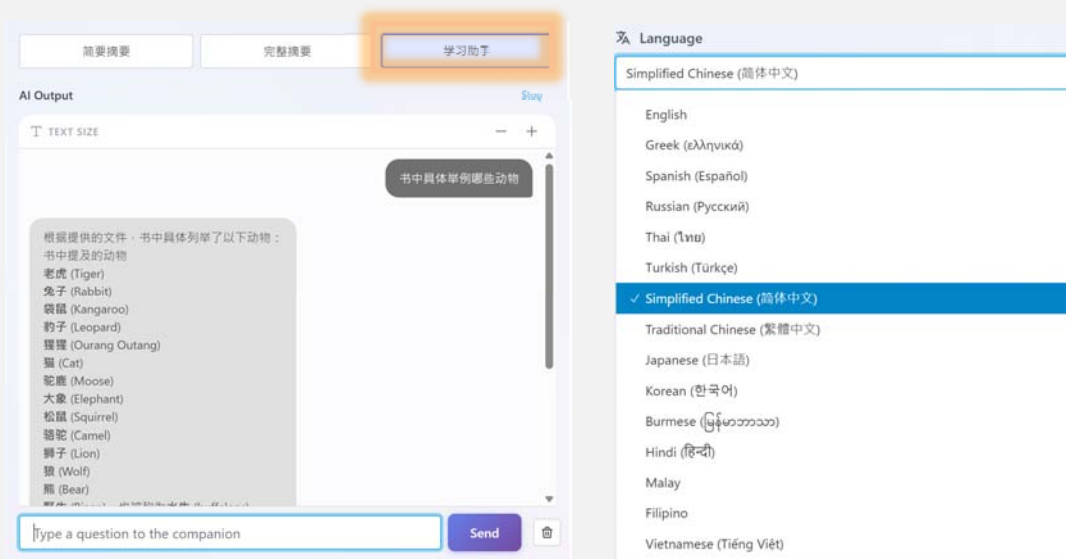 简要摘要
完整摘要
学习助手
AI Output
TEXT SIZE
书中具体举例哪些动物
根据提供的文件，书中具体列举了以下动物：
书中提及的动物
老虎 (Tiger)
兔子 (Rabbit)
袋鼠 (Kangaroo)
豹子 (Leopard)
猩猩 (Ourang Outang)
猫 (Cat)
驼鹿 (Moose)
大象 (Elephant)
松鼠 (Squirrel)
骆驼 (Camel)
狮子 (Lion)
狼 (Wolf)
熊 (Bear)
Type a question to the companion
Send
Language
Simplified Chinese (简体中文)
English
Greek (ελληνικά)
Spanish (Español)
Russian (Русский)
Thai (ไทย)
Turkish (Türkçe)
✓ Simplified Chinese (简体中文)
Traditional Chinese (繁體中文)
Japanese (日本語)
Korean (한국어)
Burmese (မြန်မာဘာသာ)
Hindi (हिन्दी)
Malay
Filipino
Vietnamese (Tiếng Việt)